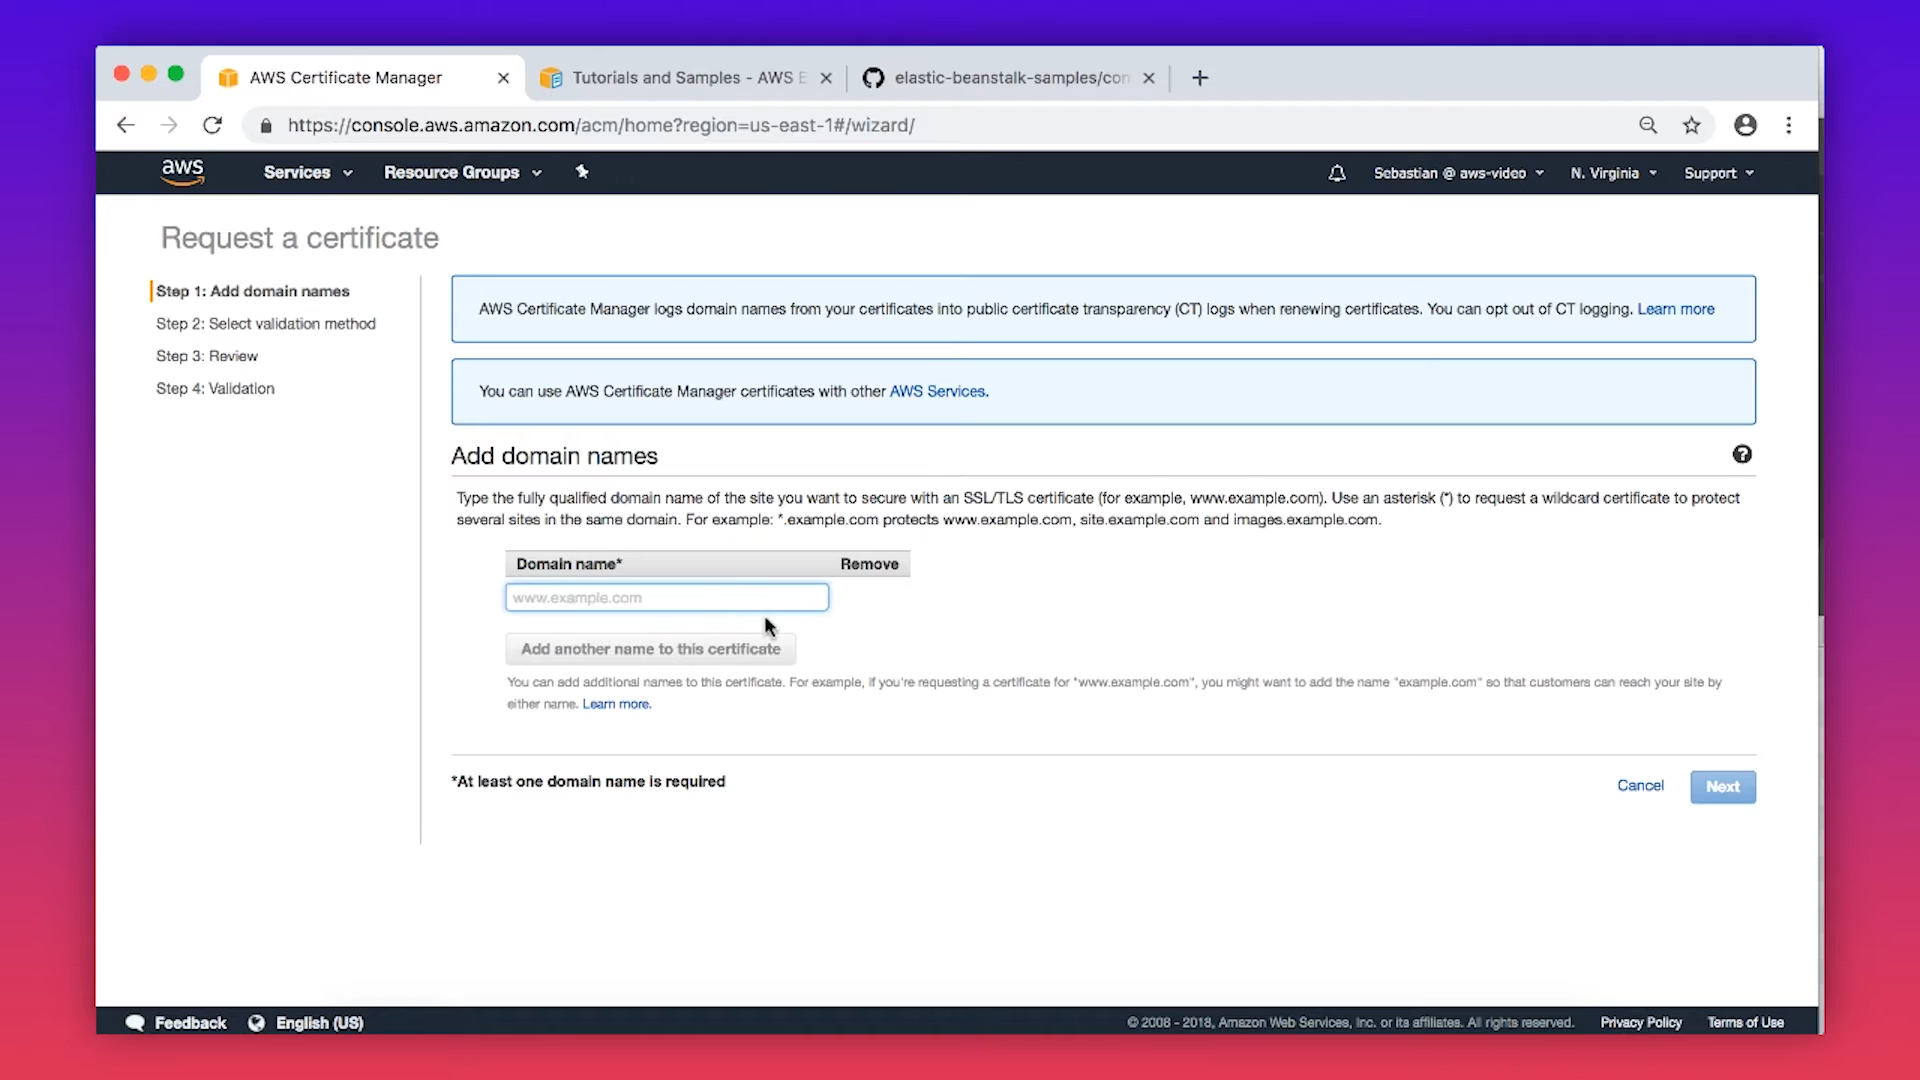 AWS Certificate Manager
Tutorials and Samples - AWS E
elastic-beanstalk-samples/con
https://console.aws.amazon.com/acm/home?region=us-east-1#/wizard/
aws
Services
Resource Groups
Sebastian @ aws-video
N. Virginia
Support
Request a certificate
Step 1: Add domain names
Step 2: Select validation method
Step 3: Review
Step 4: Validation
AWS Certificate Manager logs domain names from your certificates into public certificate transparency (CT) logs when renewing certificates. You can opt out of CT logging. Learn more
You can use AWS Certificate Manager certificates with other AWS Services.
Add domain names
Type the fully qualified domain name of the site you want to secure with an SSL/TLS certificate (for example, www.example.com). Use an asterisk (*) to request a wildcard certificate to protect
several sites in the same domain. For example: *.example.com protects www.example.com, site.example.com and images.example.com.
Domain name*
Remove
www.example.com
Add another name to this certificate
You can add additional names to this certificate. For example, if you're requesting a certificate for "www.example.com", you might want to add the name "example.com" so that customers can reach your site by
either name. Learn more.
*At least one domain name is required
Cancel
Next
Feedback
English (US)
© 2008 - 2018, Amazon Web Services, Inc. or its affiliates. All rights reserved.
Privacy Policy
Terms of Use